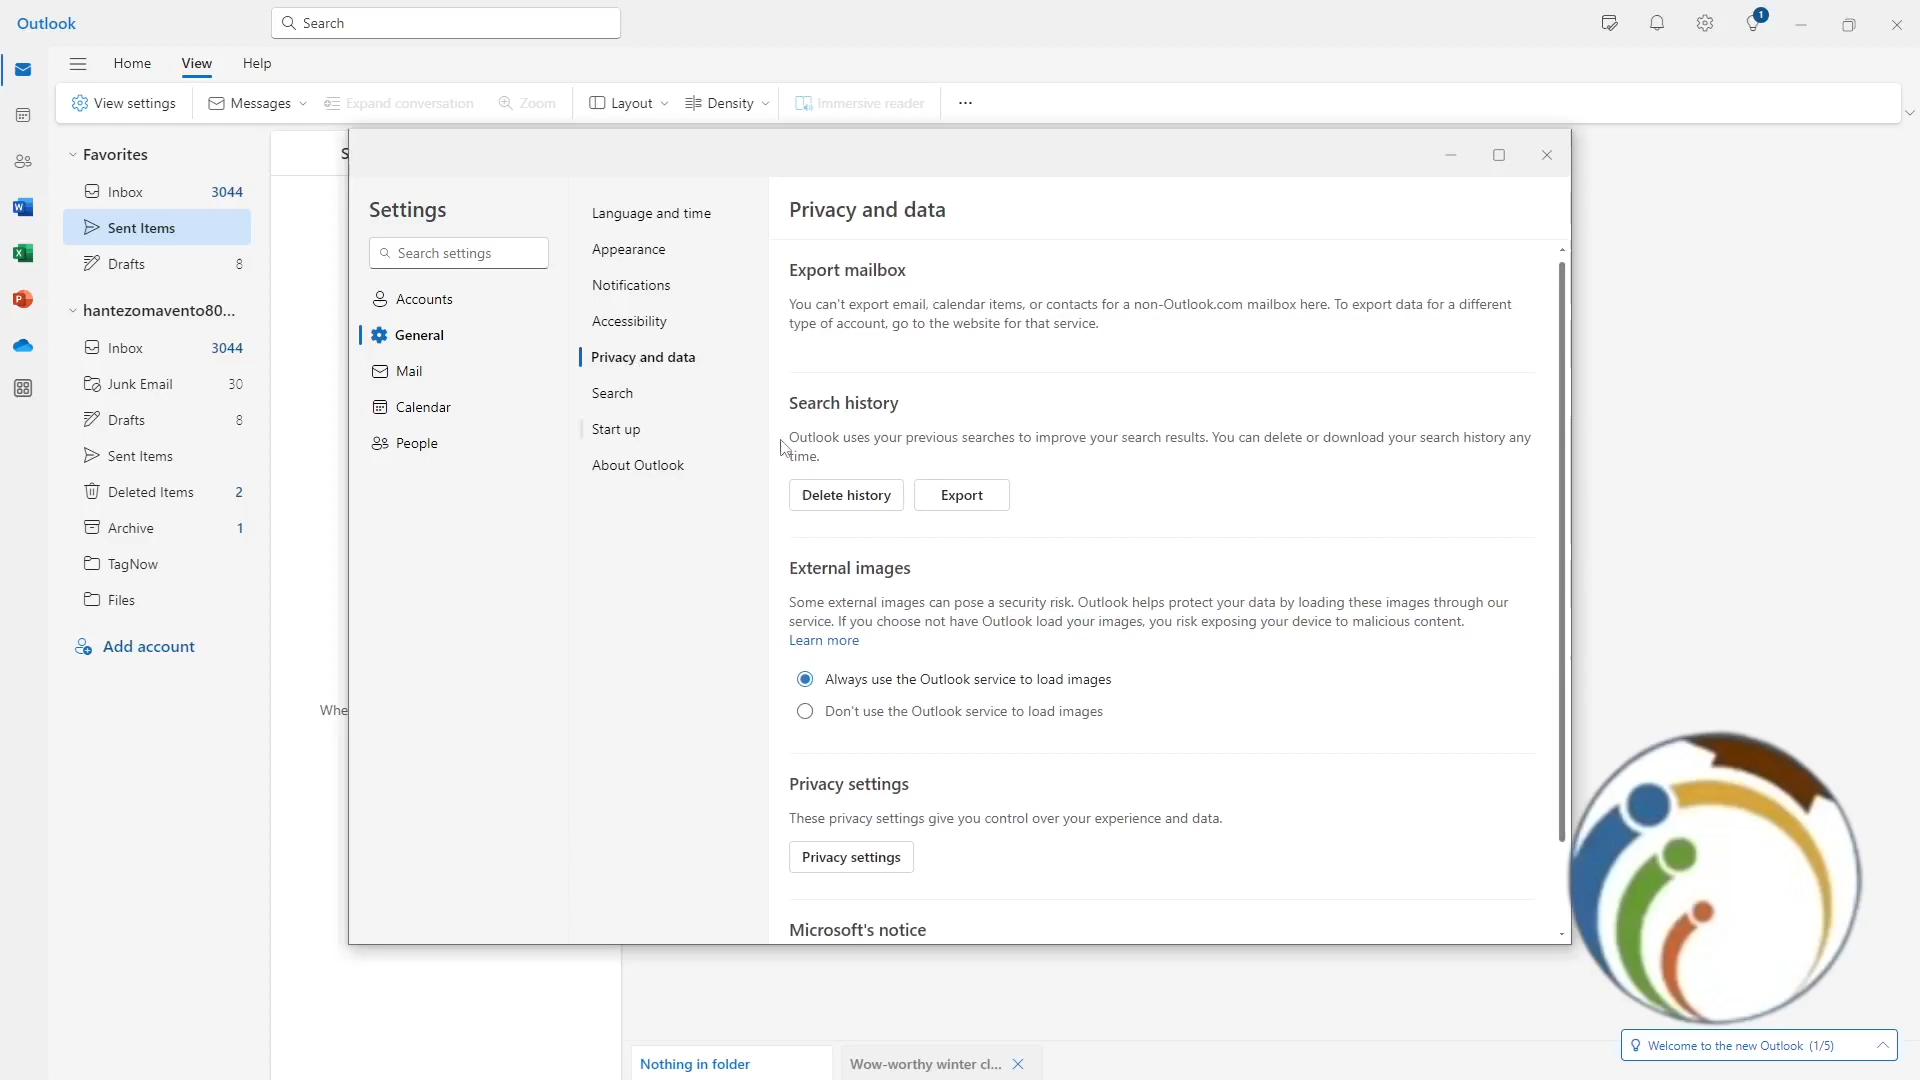 Outlook
Search
1
Home
View
Help
View settings
Messages
Expand conversation
Zoom
Layout
Density
Immersive reader
...
Favorites
Inbox 3044
Sent Items
Drafts 8
hantezomavento80...
Inbox 3044
Junk Email 30
Drafts 8
Sent Items
Deleted Items 2
Archive 1
TagNow
Files
Add account
S
Whe
Settings
Search settings
Accounts
General
Mail
Calendar
People
Language and time
Appearance
Notifications
Accessibility
Privacy and data
Search
Start up
About Outlook
Privacy and data
Export mailbox
You can't export email, calendar items, or contacts for a non-Outlook.com mailbox here. To export data for a different
type of account, go to the website for that service.
Search history
Outlook uses your previous searches to improve your search results. You can delete or download your search history any
time.
Delete history
Export
External images
Some external images can pose a security risk. Outlook helps protect your data by loading these images through our
service. If you choose not have Outlook load your images, you risk exposing your device to malicious content.
Learn more
Always use the Outlook service to load images
Don't use the Outlook service to load images
Privacy settings
These privacy settings give you control over your experience and data.
Privacy settings
Microsoft's notice
Nothing in folder
Wow-worthy winter cl...
Welcome to the new Outlook (1/5)